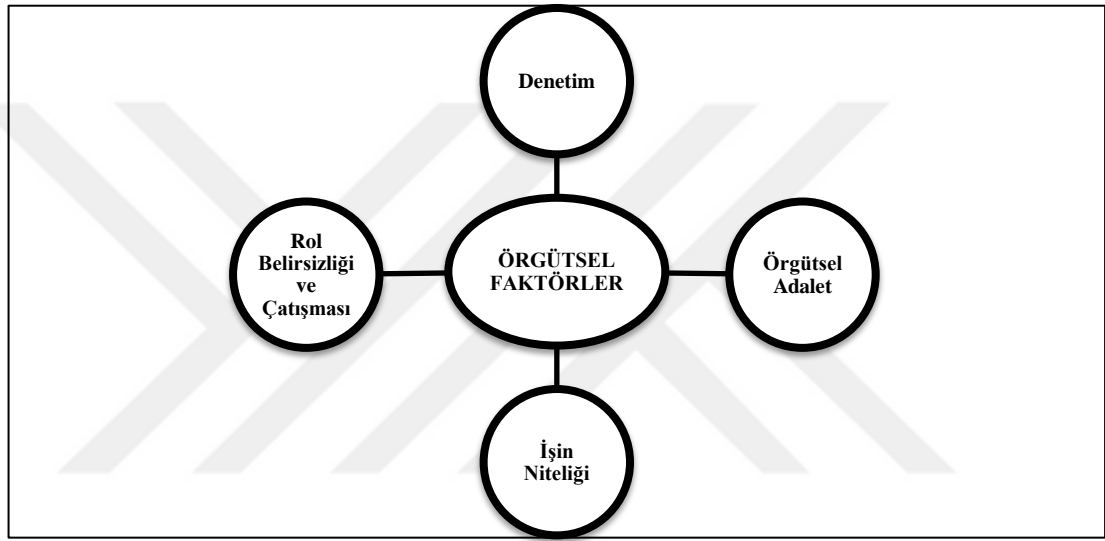 Denetim
Rol
Belirsizliği
ve
Çatışması
ÖRGÜTSEL
FAKTÖRLER
Örgütsel
Adalet
İşin
Niteliği